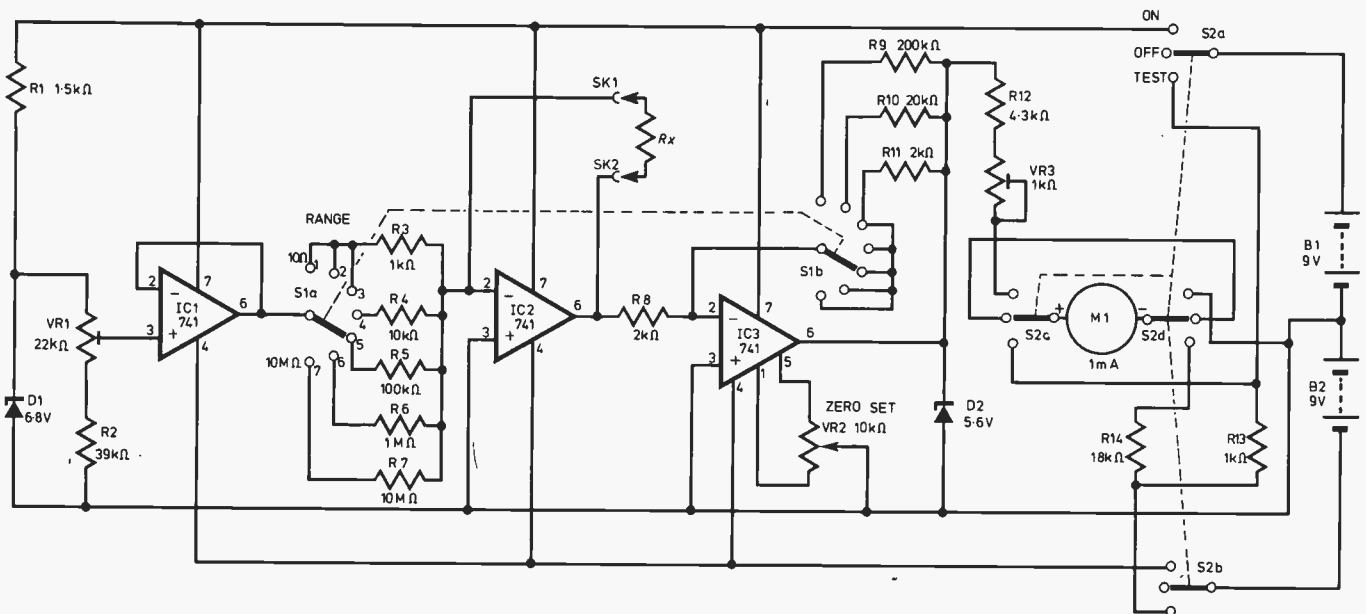 ON
S2a
OFF
TEST
R9 200kΩ
R10 20kΩ
R11 2kΩ
R12
4.3kΩ
VR3
1kΩ
R1 1.5kΩ
SK1
Rx
SK2
RANGE
10Ω
1
2
3
4
5
6
7
10MΩ
S1a
R3
1kΩ
R4
10kΩ
R5
100kΩ
R6
1MΩ
R7
10MΩ
S1b
VR1
22kΩ
D1
6.8V
R2
39kΩ
2
3
-
+
IC1
741
7
6
4
2
3
-
+
IC2
741
7
6
4
R8
2kΩ
2
3
-
+
IC3
741
7
6
5
1
4
ZERO SET
VR2 10kΩ
D2
5.6V
S2c
+
M1
-
1mA
S2d
B1
9V
B2
9V
R14
18kΩ
R13
1kΩ
S2b